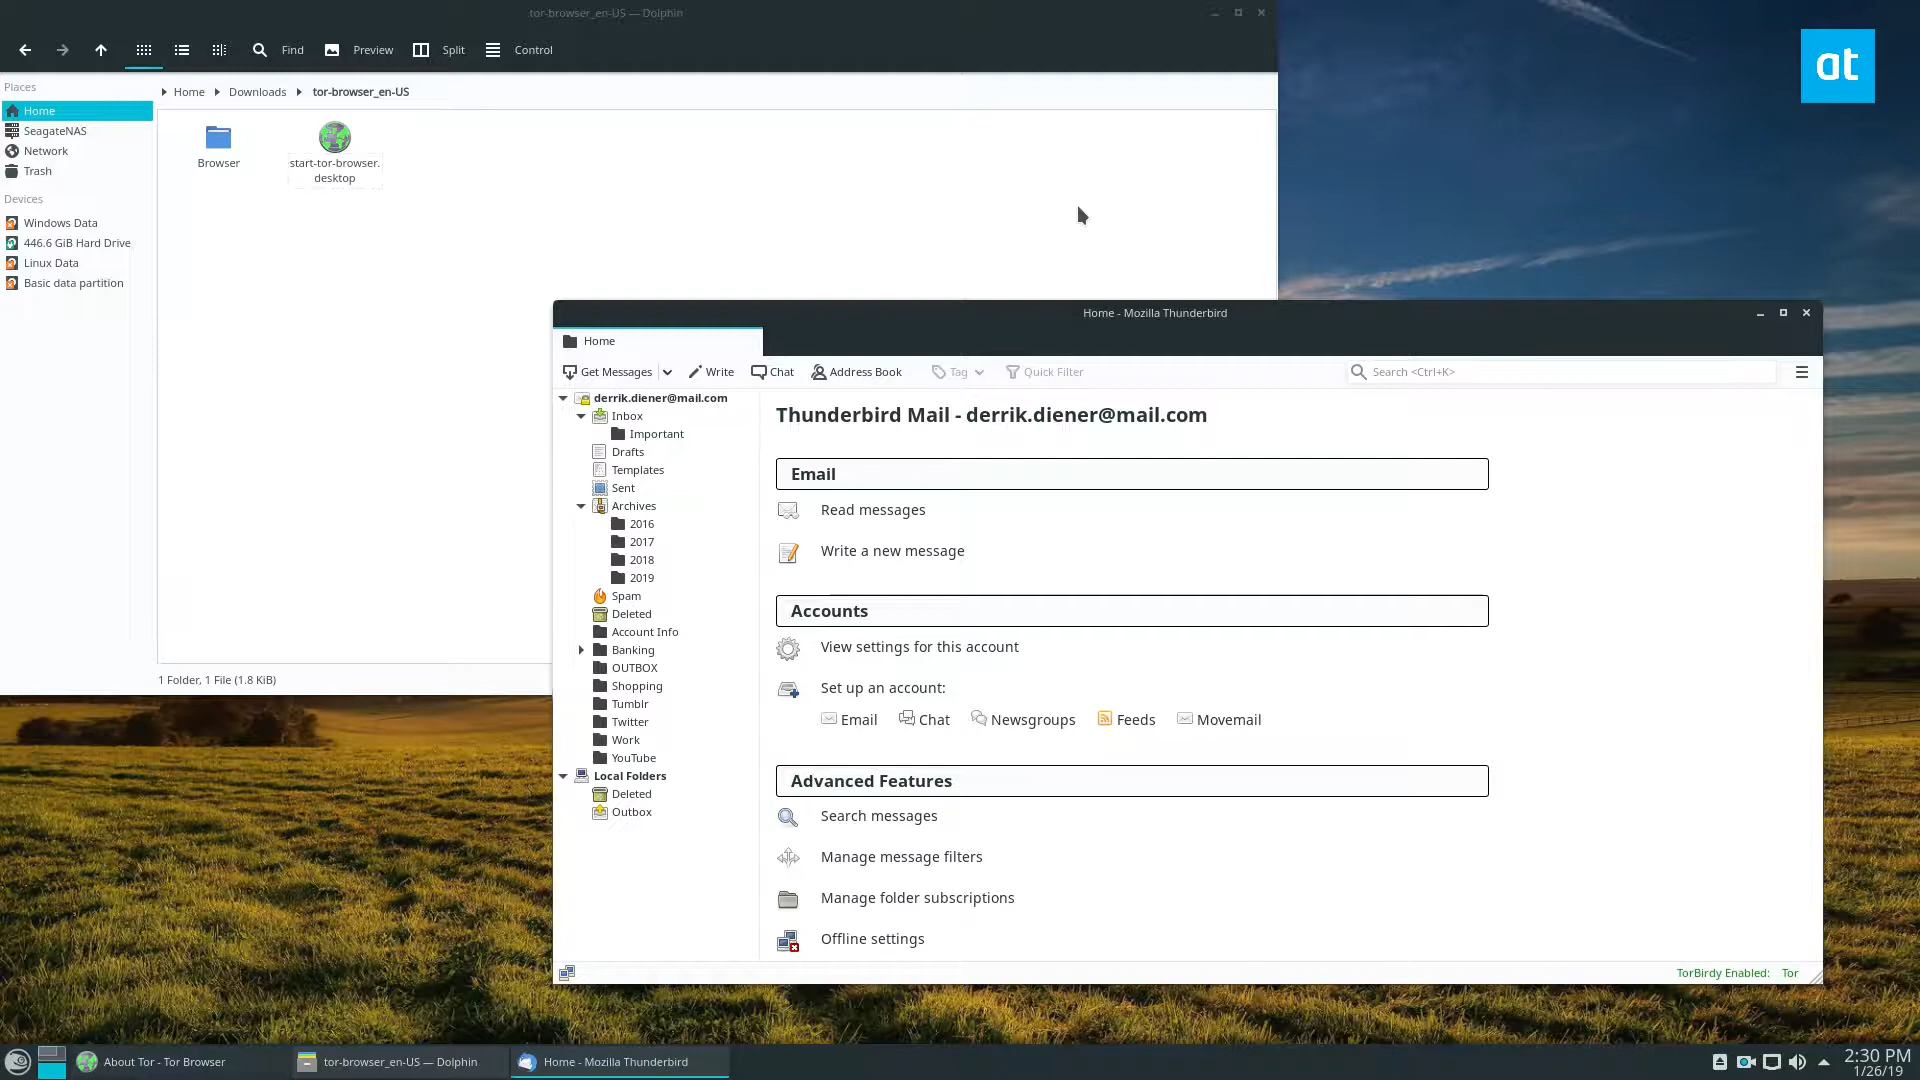 tor-browser_en-US — Dolphin
Find
Preview
Split
Control
at
Places
Home
SeagateNAS
Network
Trash
Devices
Windows Data
446.6 GiB Hard Drive
Linux Data
Basic data partition
Home
Downloads
tor-browser_en-US
Browser
start-tor-browser.
desktop
1 Folder, 1 File (1.8 KiB)
Home - Mozilla Thunderbird
Home
Get Messages
Write
Chat
Address Book
Tag
Quick Filter
Search <Ctrl+K>
derrik.diener@mail.com
Inbox
Important
Drafts
Templates
Sent
Archives
2016
2017
2018
2019
Spam
Deleted
Account Info
Banking
OUTBOX
Shopping
Tumblr
Twitter
Work
YouTube
Local Folders
Deleted
Outbox
Thunderbird Mail - derrik.diener@mail.com
Email
Read messages
Write a new message
Accounts
View settings for this account
Set up an account:
Email
Chat
Newsgroups
Feeds
Movemail
Advanced Features
Search messages
Manage message filters
Manage folder subscriptions
Offline settings
TorBirdy Enabled: Tor
About Tor - Tor Browser
tor-browser_en-US — Dolphin
Home - Mozilla Thunderbird
2:30 PM
1/26/19